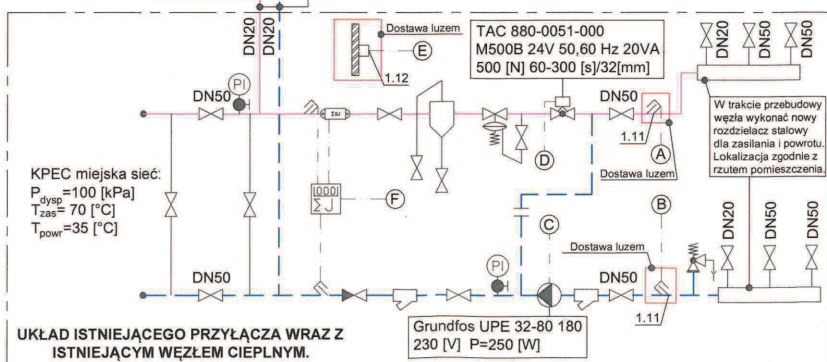 DN20
DN20
Dostawa luzem
E
1.12
TAC 880-0051-000
M500B 24V 50,60 Hz 20VA
500 [N] 60-300 [s]/32[mm]
DN20
DN50
DN50
PI
DN50
DN50
1.11
D
A
Dostawa luzem
W trakcie przebudowy
węzła wykonać nowy
rozdzielacz stalowy
dla zasilania i powrotu.
Lokalizacja zgodnie z
rzutem pomieszczenia.
KPEC miejska sieć:
Pdysp=100 [kPa]
Tzas= 70 [°C]
Tpowr=35 [°C]
Σ J
F
B
C
Dostawa luzem
DN20
DN50
DN50
PI
DN50
DN50
1.11
UKŁAD ISTNIEJĄCEGO PRZYŁĄCZA WRAZ Z
ISTNIEJĄCYM WĘZŁEM CIEPLNYM.
Grundfos UPE 32-80 180
230 [V] P=250 [W]